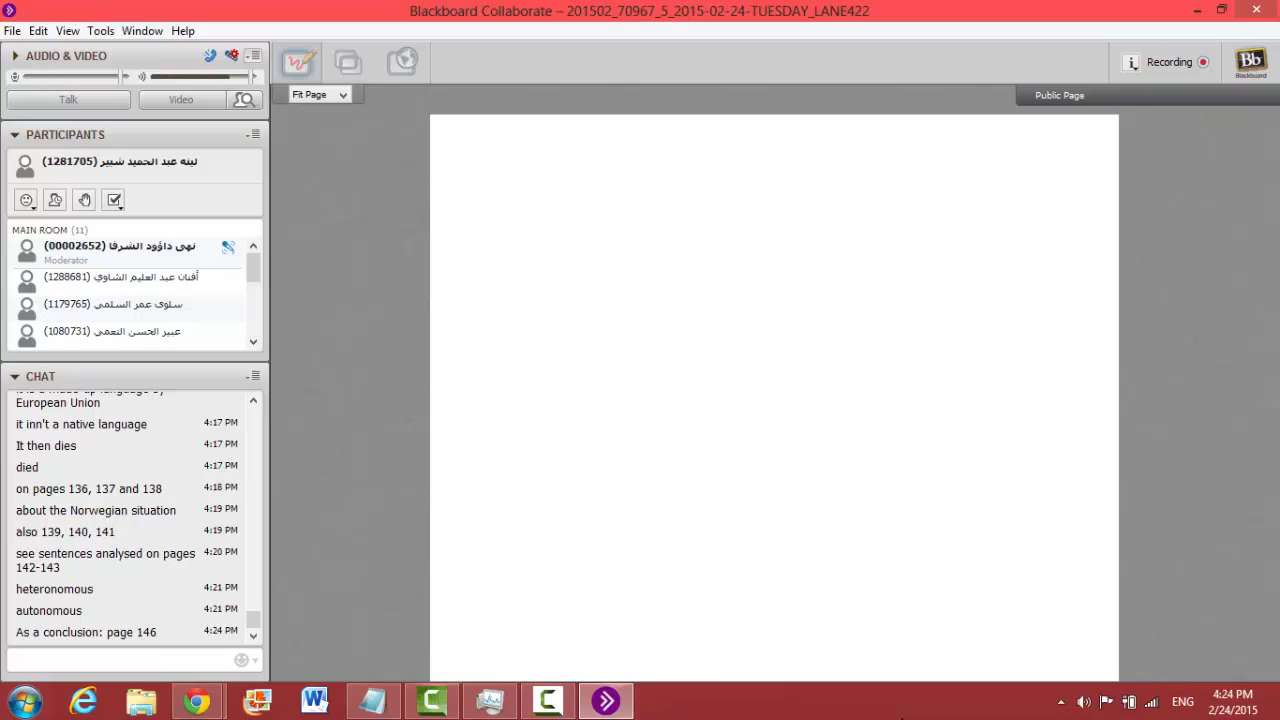 Blackboard Collaborate – 201502_70967_5_2015-02-24-TUESDAY_LANE422
File Edit View Tools Window Help
AUDIO & VIDEO
Talk
Video
Fit Page
Recording
Bb
Blackboard
Public Page
PARTICIPANTS
لينه عبد الحميد شبير (1281705)
MAIN ROOM (11)
نهى داؤود الشرفا (00002652)
Moderator
أفنان عبد العليم الشاوي (1288681)
سلوى عمر السلمي (1179765)
عبير الحسن النعمي (1080731)
CHAT
European Union
it inn't a native language 4:17 PM
It then dies 4:17 PM
died 4:17 PM
on pages 136, 137 and 138 4:18 PM
about the Norwegian situation 4:19 PM
also 139, 140, 141 4:19 PM
see sentences analysed on pages 4:20 PM
142-143
heteronomous 4:21 PM
autonomous 4:21 PM
As a conclusion: page 146 4:24 PM
ENG
4:24 PM
2/24/2015